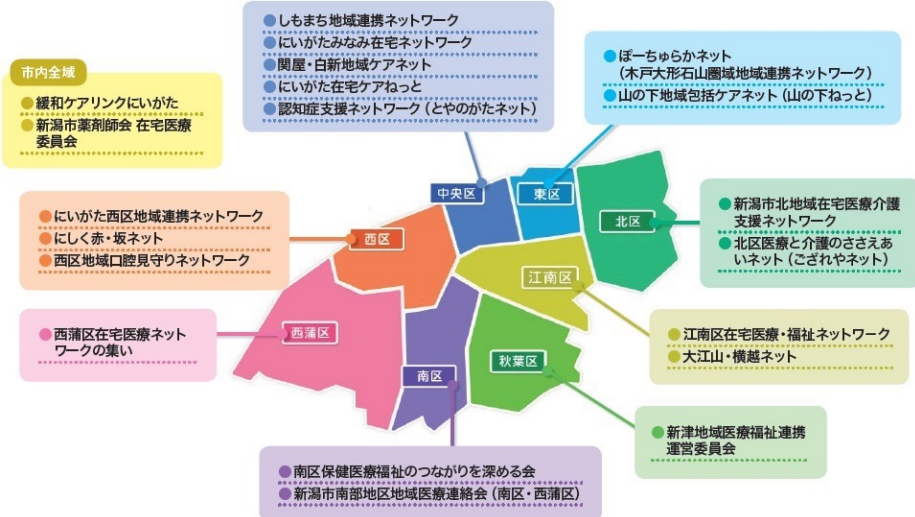 市内全域
●緩和ケアリンクにいがた
●新潟市薬剤師会 在宅医療
委員会
●しもまち地域連携ネットワーク
●にいがたみなみ在宅ネットワーク
●関屋・白新地域ケアネット
●にいがた在宅ケアねっと
●認知症支援ネットワーク(とやのがたネット)
●ぽーちゅらかネット
(木戸大形石山圏域地域連携ネットワーク)
●山の下地域包括ケアネット(山の下ねっと)
中央区
東区
北区
西区
江南区
西蒲区
南区
秋葉区
●にいがた西区地域連携ネットワーク
●にしく赤・坂ネット
●西区地域口腔見守りネットワーク
●新潟市北地域在宅医療介護
支援ネットワーク
●北区医療と介護のささえあ
いネット(ござれやネット)
●西蒲区在宅医療ネット
ワークの集い
●江南区在宅医療・福祉ネットワーク
●大江山・横越ネット
●新津地域医療福祉連携
運営委員会
●南区保健医療福祉のつながりを深める会
●新潟市南部地区地域医療連絡会(南区・西蒲区)